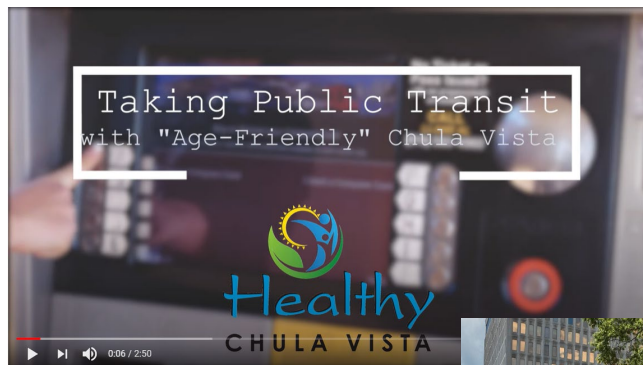 Taking Public Transit
with "Age-Friendly" Chula Vista
Healthy
CHULA VISTA
0:06 / 2:50